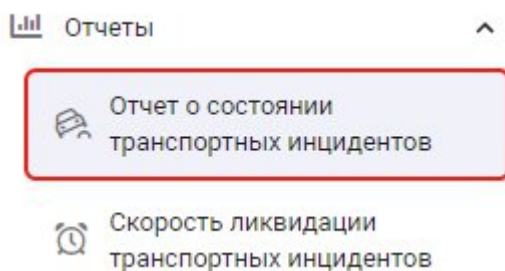 Отчеты
Отчет о состоянии
транспортных инцидентов
Скорость ликвидации
транспортных инцидентов